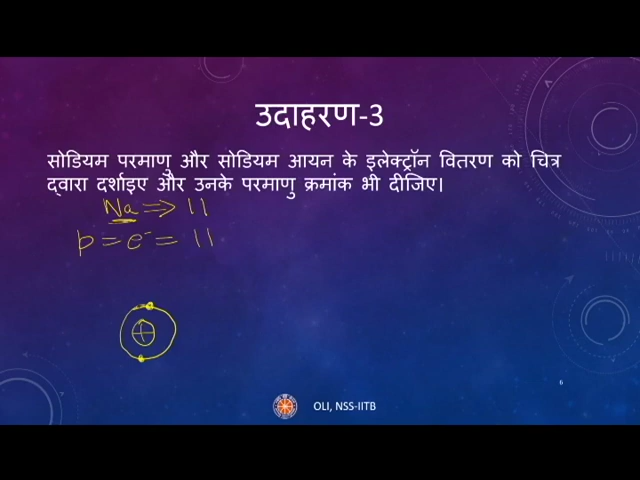 उदाहरण-3
सोडियम परमाणु और सोडियम आयन के इलेक्ट्रॉन वितरण को चित्र
द्वारा दर्शाइए और उनके परमाणु क्रमांक भी दीजिए।
Na ⇒ 11
p = e⁻ = 11
+
6
OLI, NSS-IITB